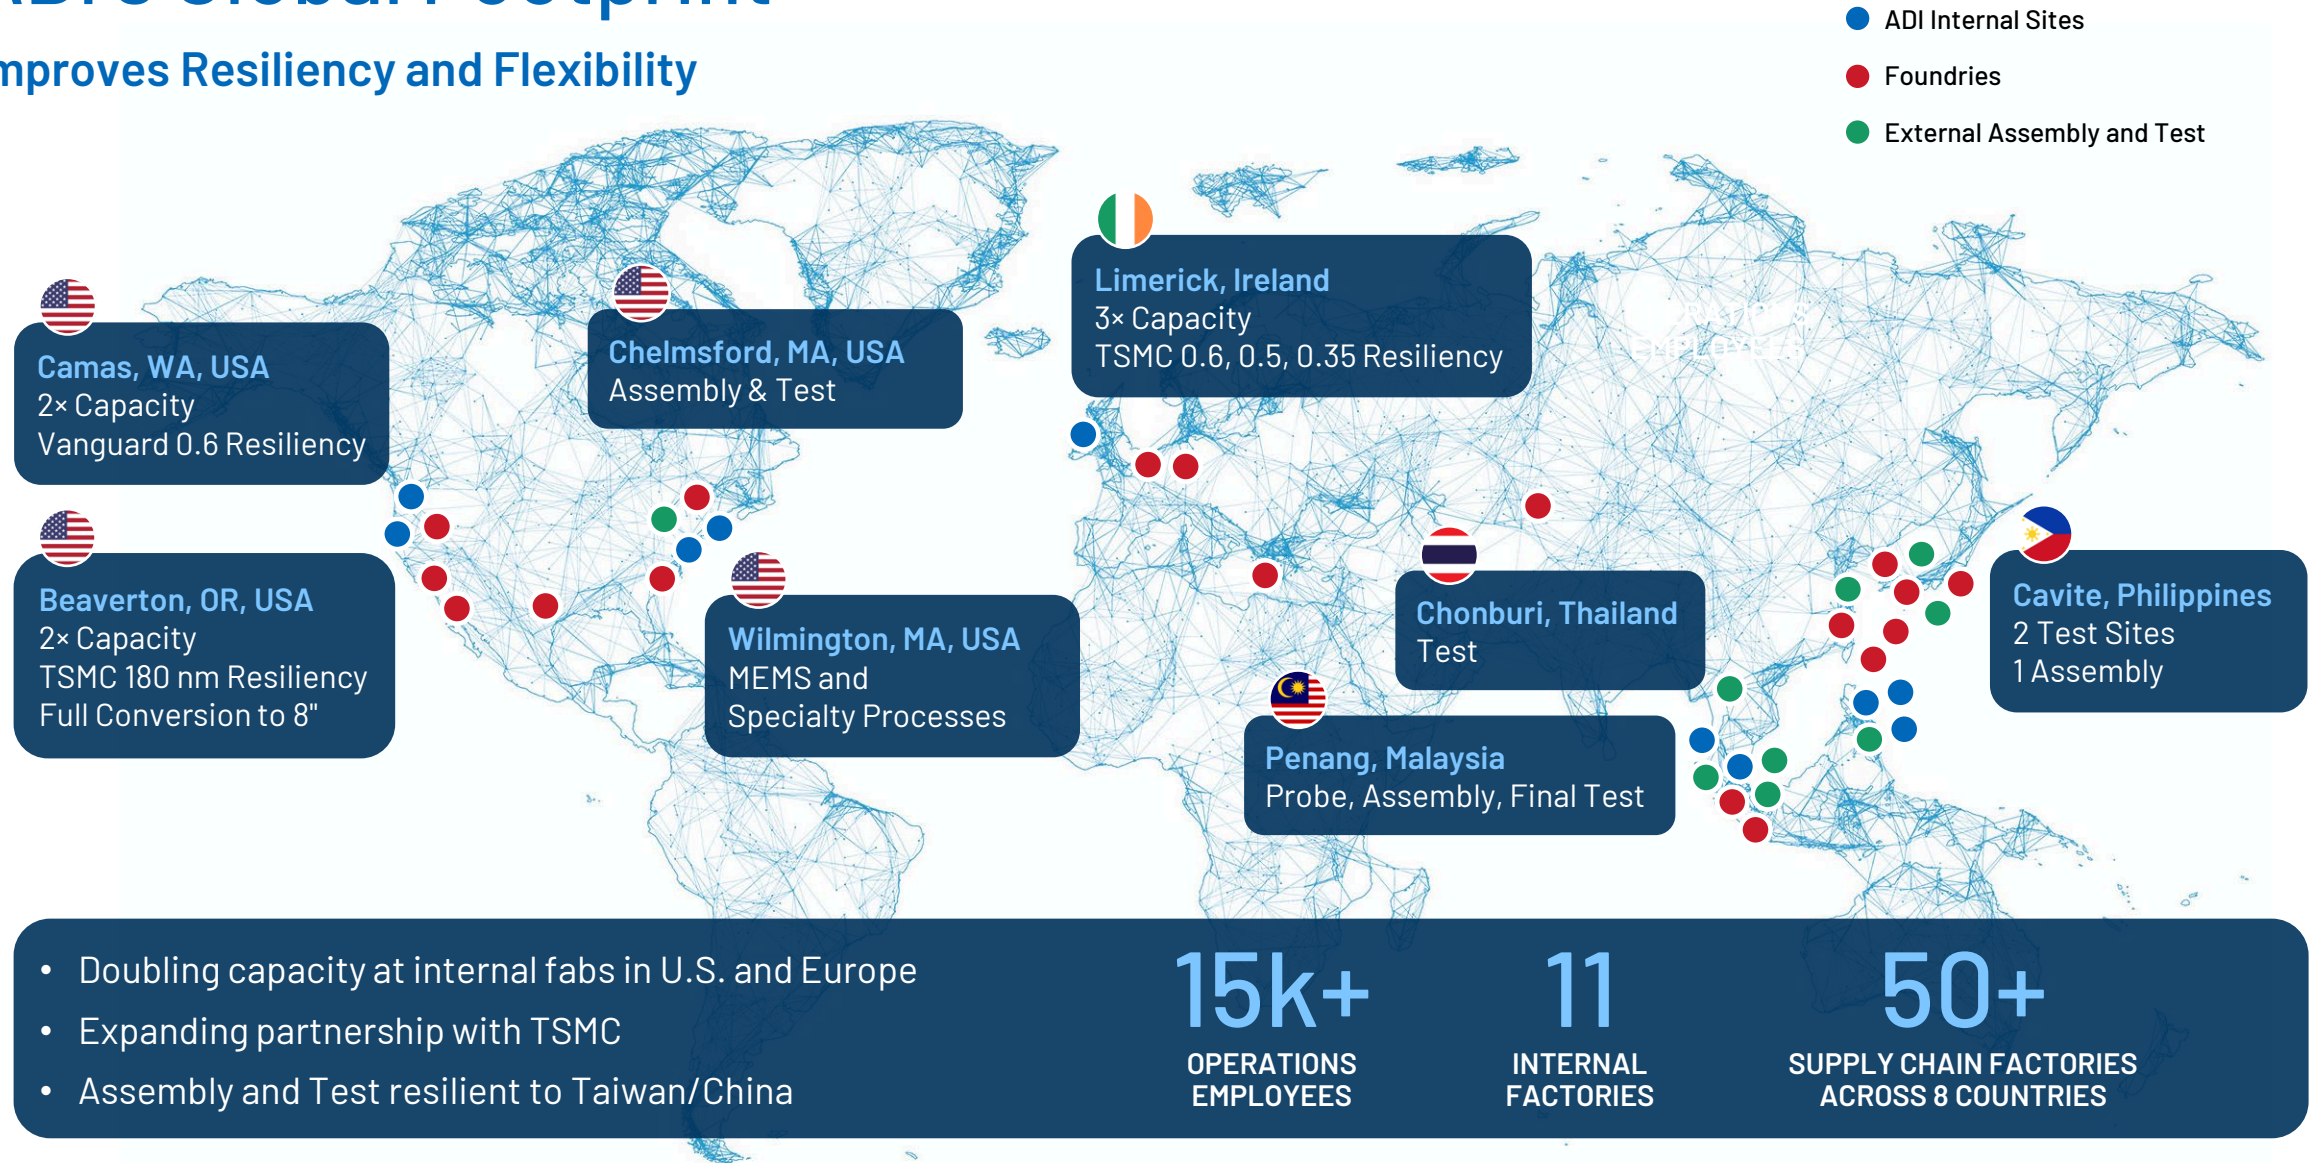 mproves Resiliency and Flexibility
ADI Internal Sites
Foundries
External Assembly and Test
Camas, WA, USA
2× Capacity
Vanguard 0.6 Resiliency
Chelmsford, MA, USA
Assembly & Test
Limerick, Ireland
3× Capacity
TSMC 0.6, 0.5, 0.35 Resiliency
Beaverton, OR, USA
2× Capacity
TSMC 180 nm Resiliency
Full Conversion to 8"
Wilmington, MA, USA
MEMS and
Specialty Processes
Chonburi, Thailand
Test
Penang, Malaysia
Probe, Assembly, Final Test
Cavite, Philippines
2 Test Sites
1 Assembly
• Doubling capacity at internal fabs in U.S. and Europe
• Expanding partnership with TSMC
• Assembly and Test resilient to Taiwan/China
15k+
OPERATIONS
EMPLOYEES
11
INTERNAL
FACTORIES
50+
SUPPLY CHAIN FACTORIES
ACROSS 8 COUNTRIES